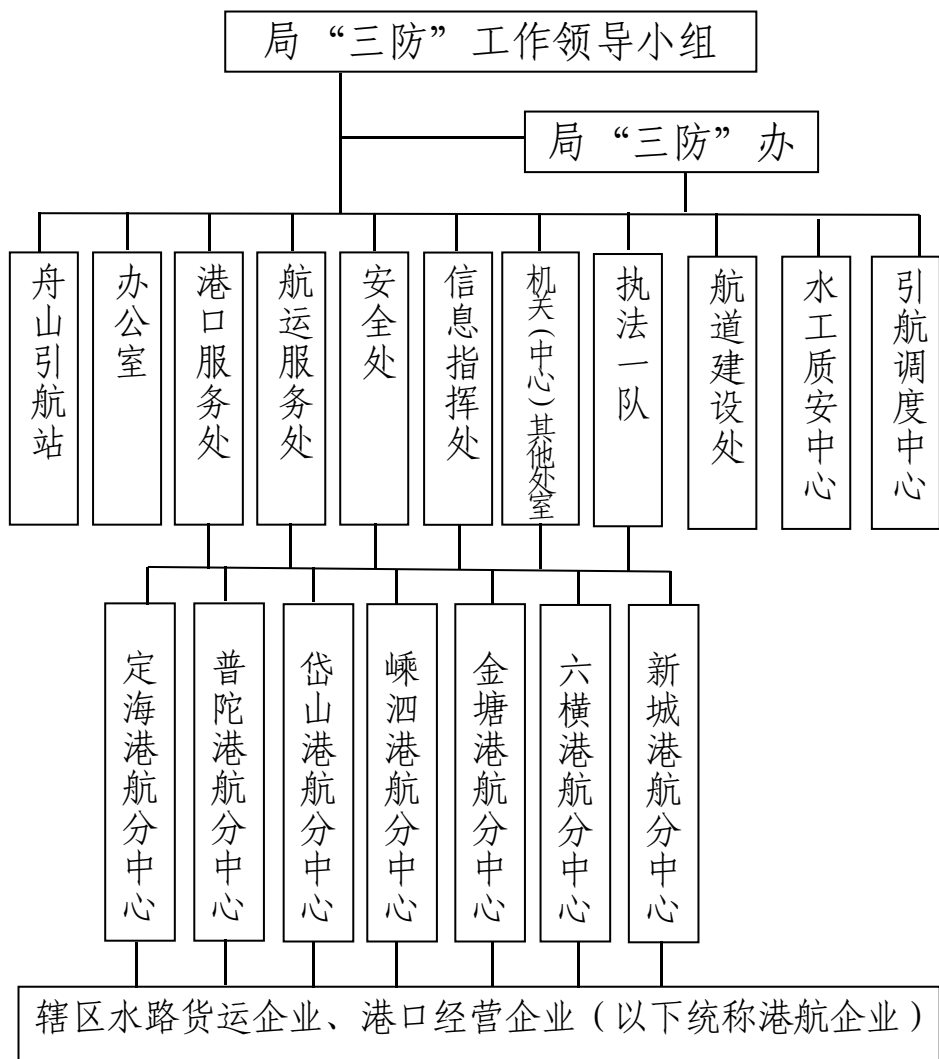 局“三防”工作领导小组
局“三防”办
舟山引航站
办公室
港口服务处
航运服务处
安全处
信息指挥处
机关(中心)其他处室
执法一队
航道建设处
水工质安中心
引航调度中心
定海港航分中心
普陀港航分中心
岱山港航分中心
嵊泗港航分中心
金塘港航分中心
六横港航分中心
新城港航分中心
辖区水路货运企业、港口经营企业（以下统称港航企业）